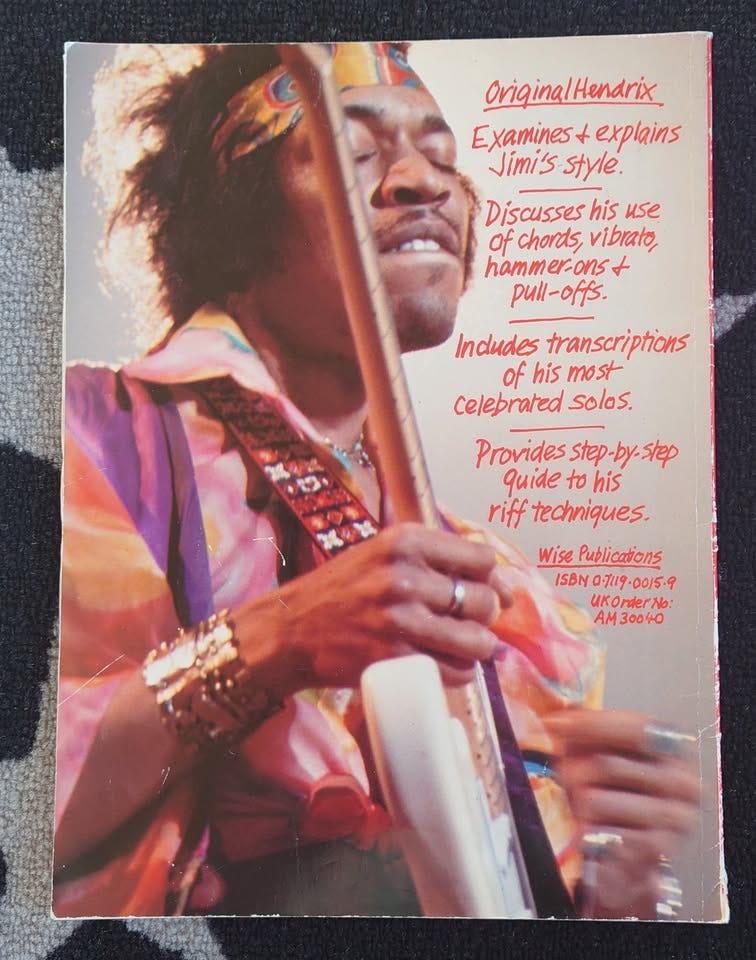 Original Hendrix
Examines + explains
Jimi's style.
Discusses his use
of chords, vibrato,
hammer-ons +
pull-offs.
Includes transcriptions
of his most
celebrated solos.
Provides step-by-step
guide to his
riff techniques.
Wise Publications
ISBN 0·7119·0015·9
UK Order No:
AM 30040